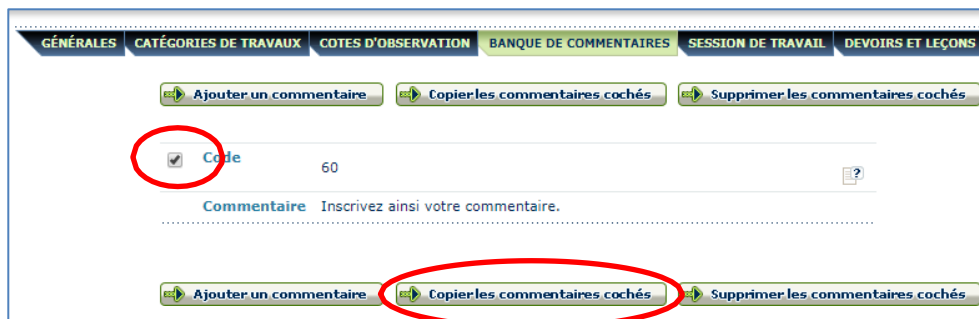 GÉNÉRALES CATÉGORIES DE TRAVAUX COTES D'OBSERVATION BANQUE DE COMMENTAIRES SESSION DE TRAVAIL DEVOIRS ET LEÇONS
Ajouter un commentaire Copier les commentaires cochés Supprimer les commentaires cochés
Code 60
Commentaire Inscrivez ainsi votre commentaire.
Ajouter un commentaire Copier les commentaires cochés Supprimer les commentaires cochés